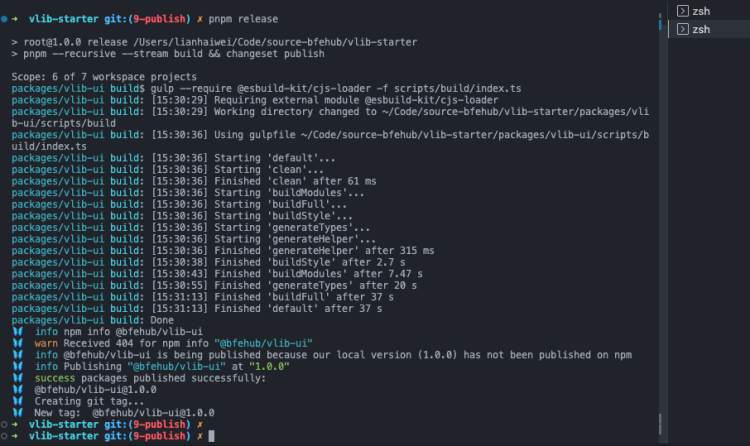 ➜ vlib-starter git:(9-publish) ✗ pnpm release
> root@1.0.0 release /Users/lianhaiwei/Code/source-bfehub/vlib-starter
> pnpm --recursive --stream build && changeset publish
Scope: 6 of 7 workspace projects
packages/vlib-ui build$ gulp --require @esbuild-kit/cjs-loader -f scripts/build/index.ts
packages/vlib-ui build: [15:30:29] Requiring external module @esbuild-kit/cjs-loader
packages/vlib-ui build: [15:30:29] Working directory changed to ~/Code/source-bfehub/vlib-starter/packages/vli
b-ui/scripts/build
packages/vlib-ui build: [15:30:36] Using gulpfile ~/Code/source-bfehub/vlib-starter/packages/vlib-ui/scripts/b
uild/index.ts
packages/vlib-ui build: [15:30:36] Starting 'default'...
packages/vlib-ui build: [15:30:36] Starting 'clean'...
packages/vlib-ui build: [15:30:36] Finished 'clean' after 61 ms
packages/vlib-ui build: [15:30:36] Starting 'buildModules'...
packages/vlib-ui build: [15:30:36] Starting 'buildFull'...
packages/vlib-ui build: [15:30:36] Starting 'buildStyle'...
packages/vlib-ui build: [15:30:36] Starting 'generateTypes'...
packages/vlib-ui build: [15:30:36] Starting 'generateHelper'...
packages/vlib-ui build: [15:30:36] Finished 'generateHelper' after 315 ms
packages/vlib-ui build: [15:30:38] Finished 'buildStyle' after 2.7 s
packages/vlib-ui build: [15:30:43] Finished 'buildModules' after 7.47 s
packages/vlib-ui build: [15:30:55] Finished 'generateTypes' after 20 s
packages/vlib-ui build: [15:31:13] Finished 'buildFull' after 37 s
packages/vlib-ui build: [15:31:13] Finished 'default' after 37 s
packages/vlib-ui build: Done
🦋 info npm info @bfehub/vlib-ui
🦋 warn Received 404 for npm info "@bfehub/vlib-ui"
🦋 info @bfehub/vlib-ui is being published because our local version (1.0.0) has not been published on npm
🦋 info Publishing "@bfehub/vlib-ui" at "1.0.0"
🦋 success packages published successfully:
🦋 @bfehub/vlib-ui@1.0.0
🦋 Creating git tag...
🦋 New tag: @bfehub/vlib-ui@1.0.0
➜ vlib-starter git:(9-publish) ✗
➜ vlib-starter git:(9-publish) ✗
zsh
zsh